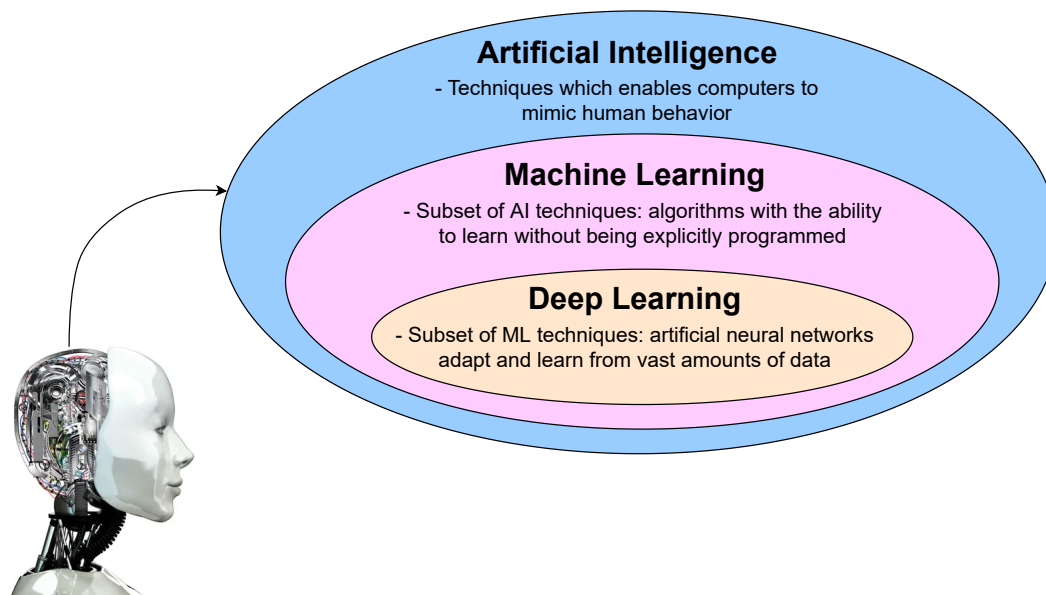 Artificial Intelligence
- Techniques which enables computers to
mimic human behavior
Machine Learning
- Subset of AI techniques: algorithms with the ability
to learn without being explicitly programmed
Deep Learning
- Subset of ML techniques: artificial neural networks
adapt and learn from vast amounts of data